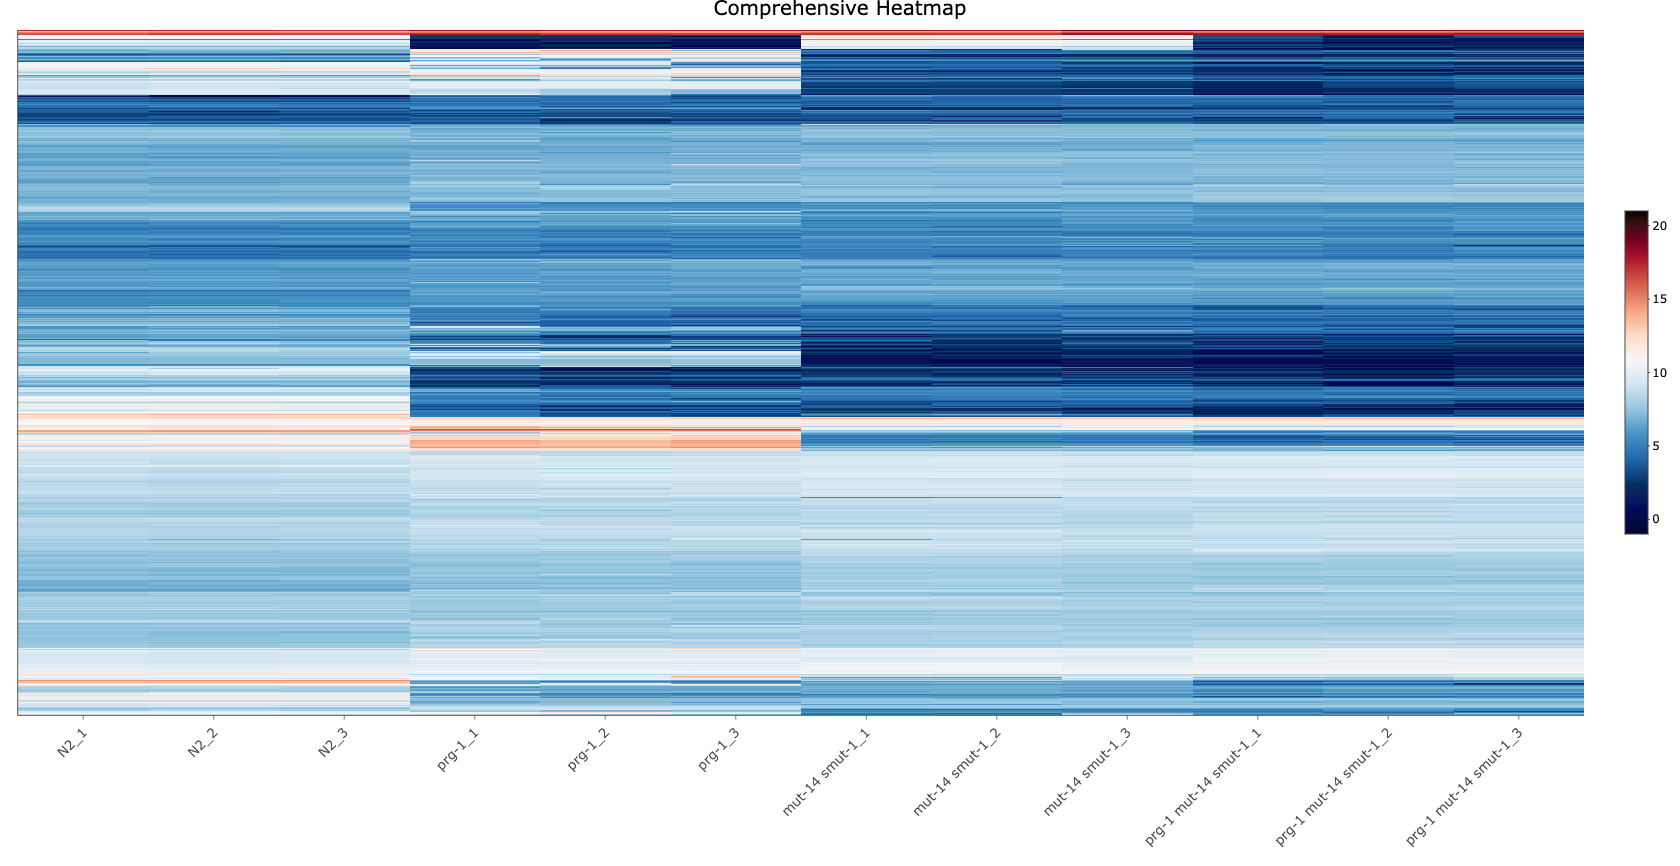 Comprehensive Heatmap
20
15
10
5
0
N2_1
N2_2
N2_3
prg-1_1
prg-1_2
prg-1_3
mut-14 smut-1_1
mut-14 smut-1_2
mut-14 smut-1_3
prg-1 mut-14 smut-1_1
prg-1 mut-14 smut-1_2
prg-1 mut-14 smut-1_3